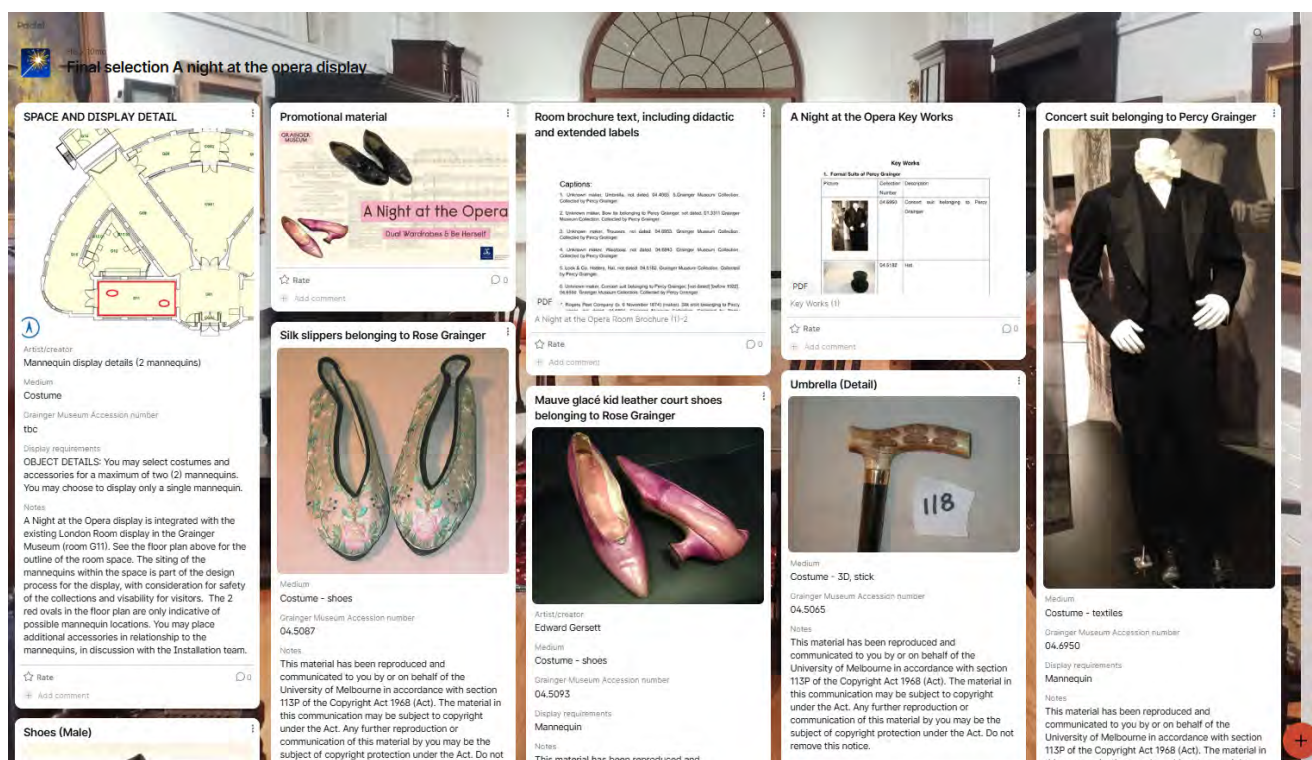 Padlet
Final selection A night at the opera display
SPACE AND DISPLAY DETAIL
Artist/creator
Mannequin display details (2 mannequins)
Medium
Costume
Grainger Museum Accession number
tbc
Display requirements
OBJECT DETAILS: You may select costumes and
accessories for a maximum of two (2) mannequins.
You may choose to display only a single mannequin.
Notes
A Night at the Opera display is integrated with the
existing London Room display in the Grainger
Museum (room G11). See the floor plan above for the
outline of the room space. The siting of the
mannequins within the space is part of the design
process for the display, with consideration for safety
of the collections and visability for visitors. The 2
red ovals in the floor plan are only indicative of
possible mannequin locations. You may place
additional accessories in relationship to the
mannequins, in discussion with the Installation team.
Rate
0
Add comment
Shoes (Male)
Promotional material
GRAINGER
MUSEUM
A Night at the Opera
Dual Wardrobes & Be Herself
Rate
0
Add comment
Silk slippers belonging to Rose Grainger
Medium
Costume - shoes
Grainger Museum Accession number
04.5087
Notes
This material has been reproduced and
communicated to you by or on behalf of the
University of Melbourne in accordance with section
113P of the Copyright Act 1968 (Act). The material in
this communication may be subject to copyright
under the Act. Any further reproduction or
communication of this material by you may be the
subject of copyright protection under the Act. Do not
Room brochure text, including didactic
and extended labels
Captions:
PDF
A Night at the Opera Room Brochure (1)-2
Rate
0
Add comment
Mauve glacé kid leather court shoes
belonging to Rose Grainger
Artist/creator
Edward Gersett
Medium
Costume - shoes
Grainger Museum Accession number
04.5093
Display requirements
Mannequin
Notes
This material has been reproduced and
A Night at the Opera Key Works
Key Works
1. Formal Suite of Percy Grainger
Picture
Collection Number
Description
04.6950
Concert suit belonging to Percy Grainger
04.5182
Hat.
PDF
Key Works (1)
Rate
0
Add comment
Umbrella (Detail)
118
Medium
Costume - 3D, stick
Grainger Museum Accession number
04.5065
Notes
This material has been reproduced and
communicated to you by or on behalf of the
University of Melbourne in accordance with section
113P of the Copyright Act 1968 (Act). The material in
this communication may be subject to copyright
under the Act. Any further reproduction or
communication of this material by you may be the
subject of copyright protection under the Act. Do not
remove this notice.
Concert suit belonging to Percy Grainger
Medium
Costume - textiles
Grainger Museum Accession number
04.6950
Display requirements
Mannequin
Notes
This material has been reproduced and
communicated to you by or on behalf of the
University of Melbourne in accordance with section
113P of the Copyright Act 1968 (Act). The material in